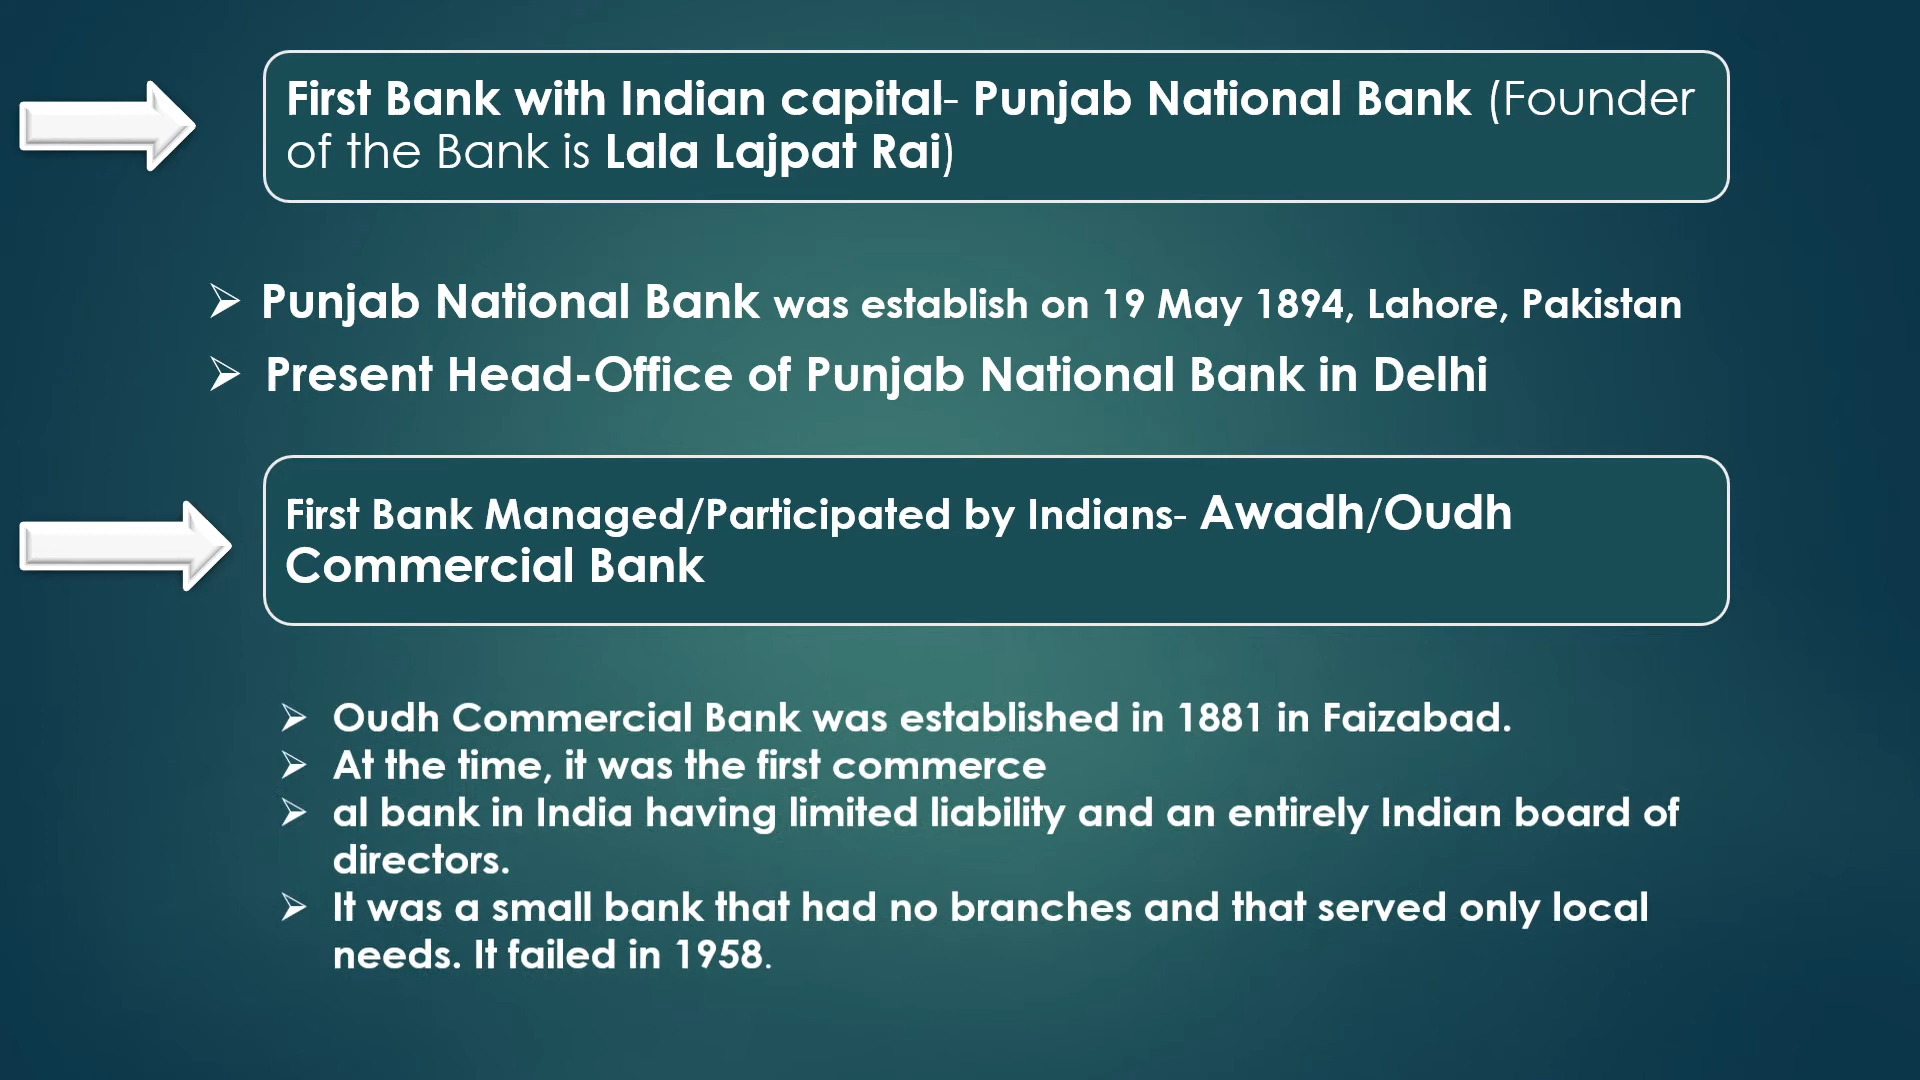 First Bank with Indian capital- Punjab National Bank (Founder
of the Bank is Lala Lajpat Rai)
➢ Punjab National Bank was establish on 19 May 1894, Lahore, Pakistan
➢ Present Head-Office of Punjab National Bank in Delhi
First Bank Managed/Participated by Indians- Awadh/Oudh
Commercial Bank
➢ Oudh Commercial Bank was established in 1881 in Faizabad.
➢ At the time, it was the first commerce
➢ al bank in India having limited liability and an entirely Indian board of
directors.
➢ It was a small bank that had no branches and that served only local
needs. It failed in 1958.